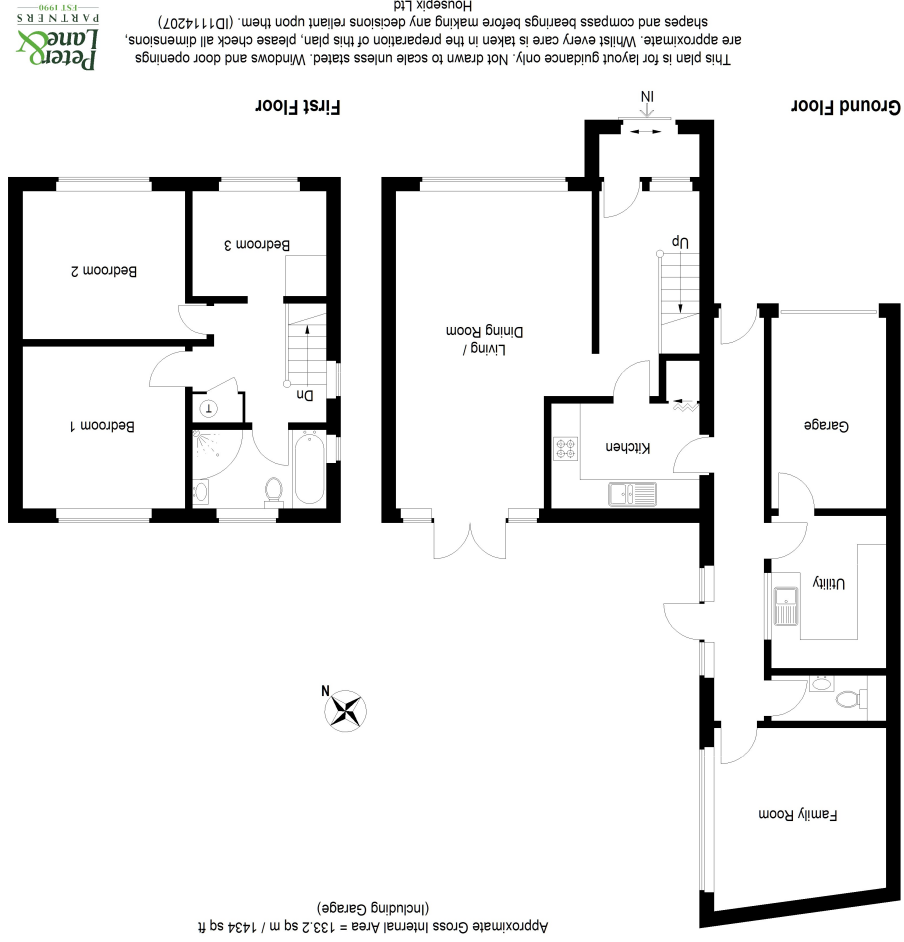 Approximate Gross Internal Area = 133.2 sq m / 1434 sq ft
(Including Garage)
Family Room
N
Utility
Garage
Kitchen
Living /
Dining Room
Up
IN
Ground Floor
Bedroom 1
T
Dn
Bedroom 2
Bedroom 3
First Floor
This plan is for layout guidance only. Not drawn to scale unless stated. Windows and door openings
are approximate. Whilst every care is taken in the preparation of this plan, please check all dimensions,
shapes and compass bearings before making any decisions reliant upon them. (ID1114207)
Housepix Ltd
Peter &
Lane
PARTNERS
EST 1990